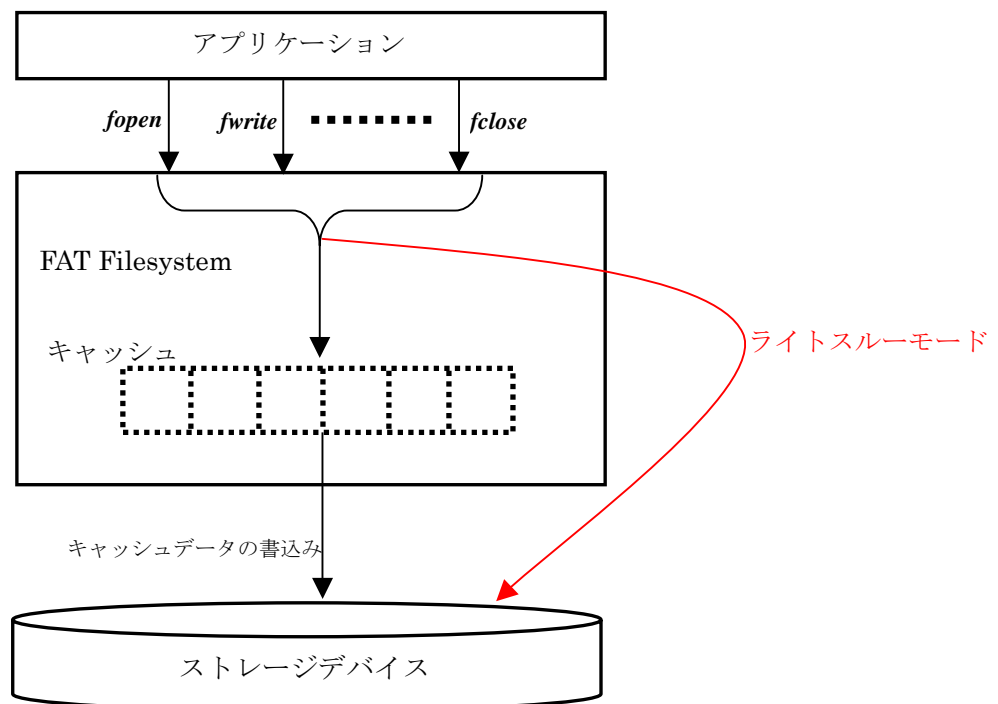 アプリケーション
fopen fwrite fclose
FAT Filesystem
ライトスルーモード
キャッシュ
キャッシュデータの書込み
ストレージデバイス